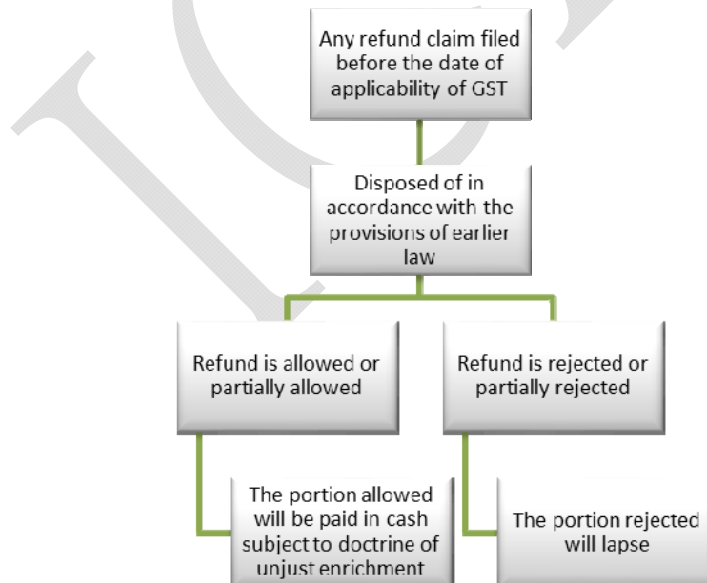 Any refund claim filed
before the date of
applicability of GST
Disposed of in
accordance with the
provisions of earlier
law
Refund is allowed or
partially allowed
Refund is rejected or
partially rejected
The portion allowed
will be paid in cash
subject to doctrine of
unjust enrichment
The portion rejected
will lapse